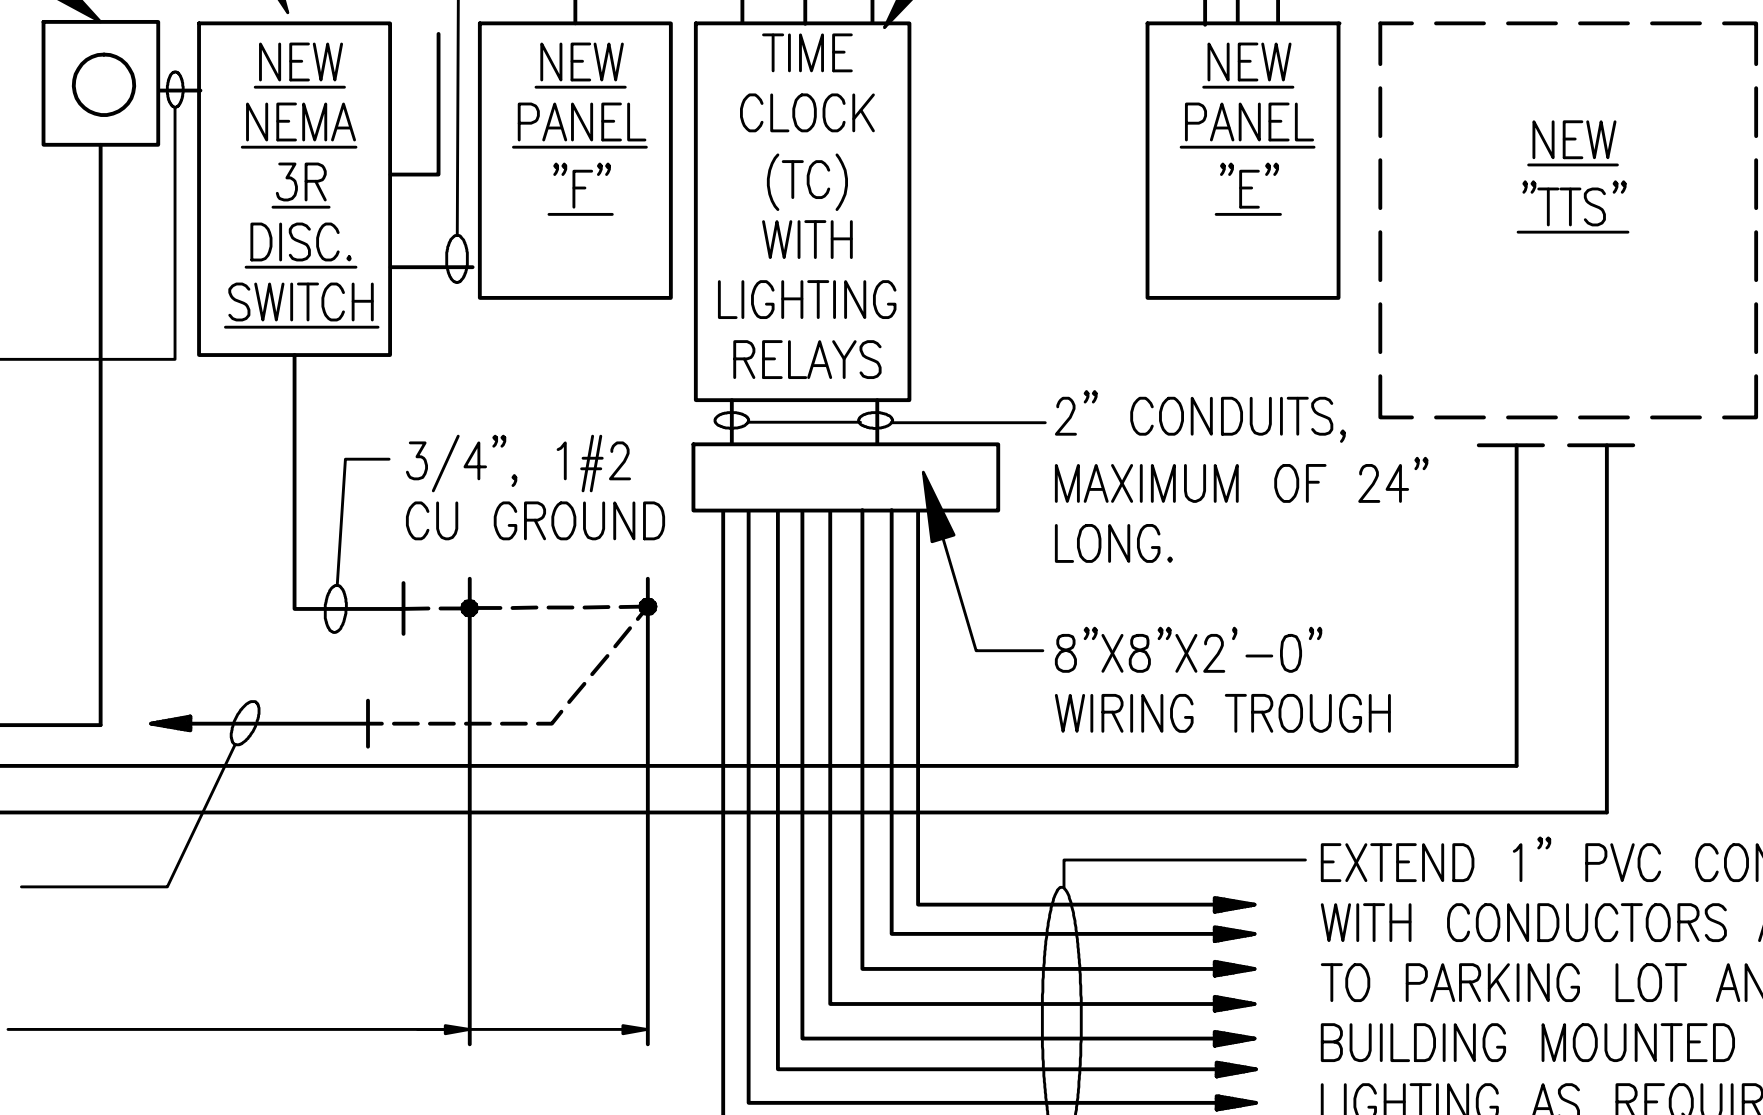 NEW
NEMA
3R
DISC.
SWITCH
NEW
PANEL
"F"
TIME
CLOCK
(TC)
WITH
LIGHTING
RELAYS
NEW
PANEL
"E"
NEW
"TTS"
3/4", 1#2
CU GROUND
2" CONDUITS,
MAXIMUM OF 24"
LONG.
8"X8"X2'-0"
WIRING TROUGH
EXTEND 1" PVC
WITH CONDUCTORS
TO PARKING LOT
BUILDING MOUNTED
LIGHTING AS